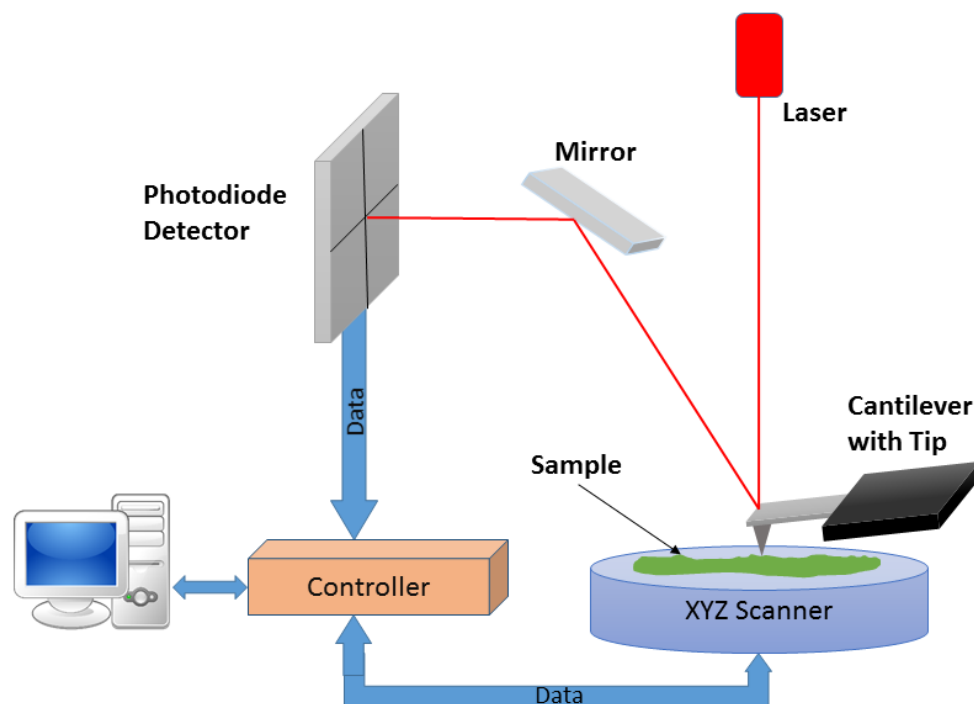 Laser
Mirror
Photodiode
Detector
Data
Cantilever
with Tip
Sample
Controller
XYZ Scanner
Data